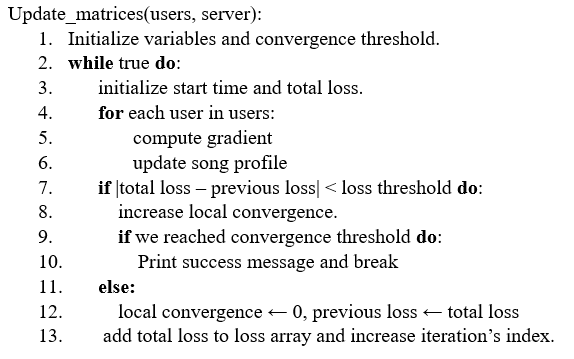 Update_matrices(users, server):
1. Initialize variables and convergence threshold.
2. while true do:
3. initialize start time and total loss.
4. for each user in users:
5. compute gradient
6. update song profile
7. if |total loss – previous loss| < loss threshold do:
8. increase local convergence.
9. if we reached convergence threshold do:
10. Print success message and break
11. else:
12. local convergence ← 0, previous loss ← total loss
13. add total loss to loss array and increase iteration’s index.